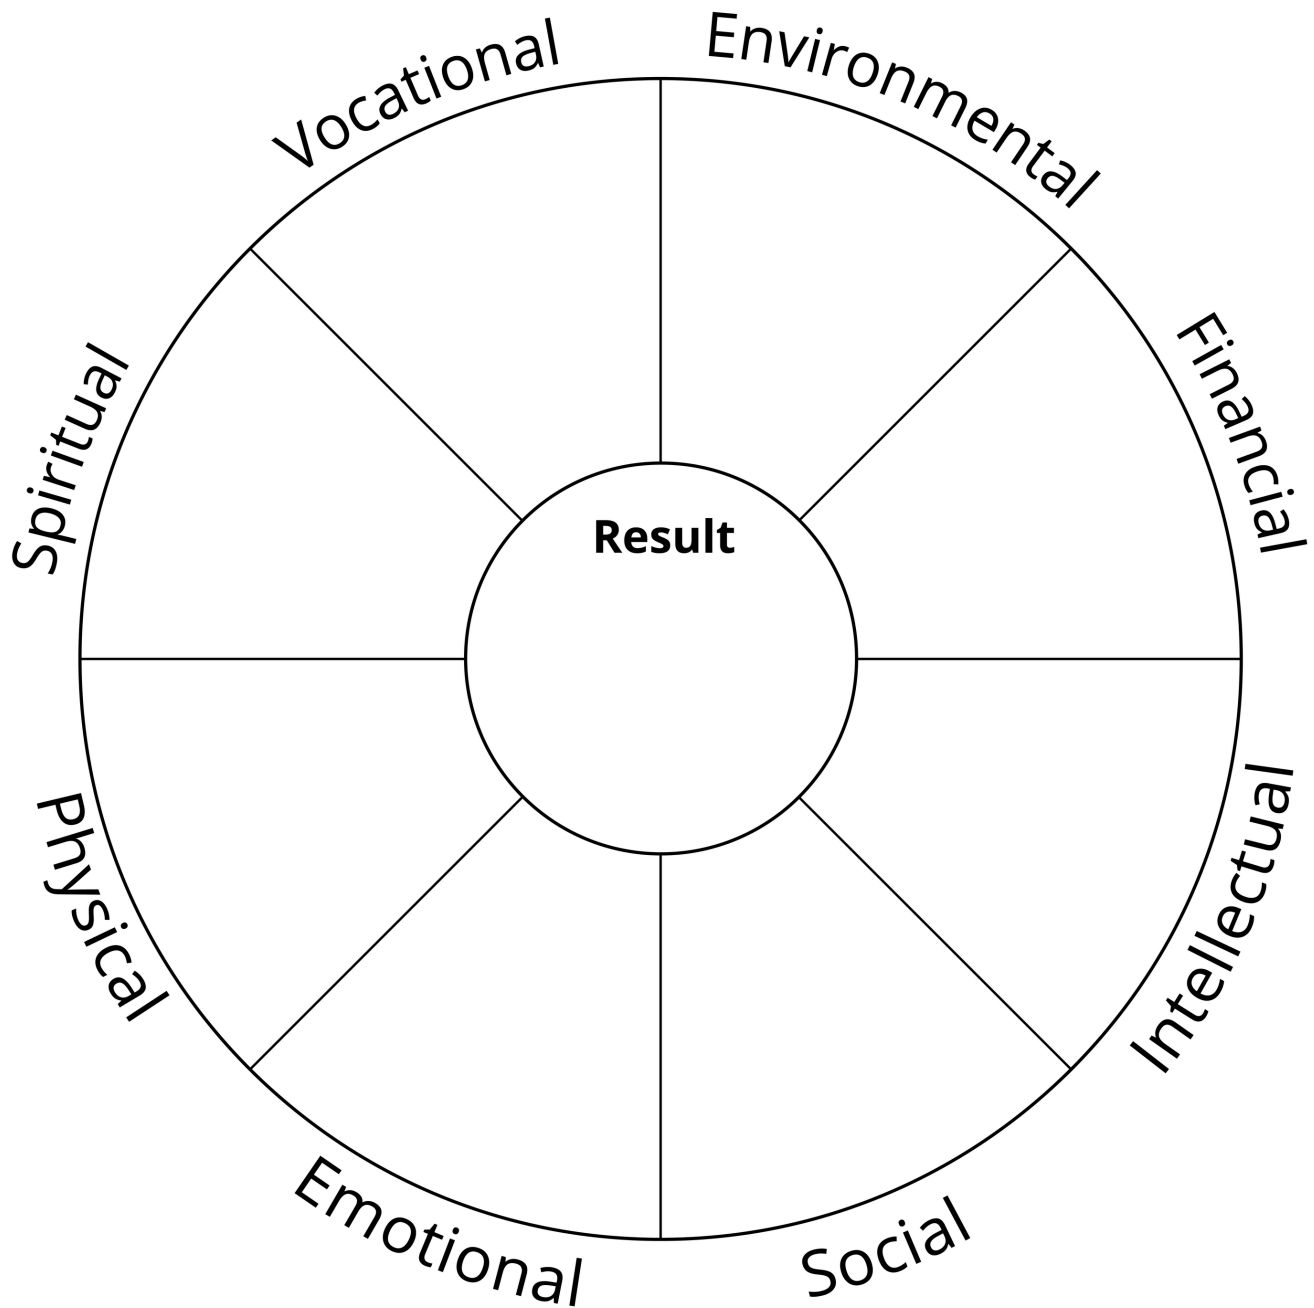 Environmental
Financial
Intellectual
Social
Emotional
Physical
Spiritual
Vocational
Result